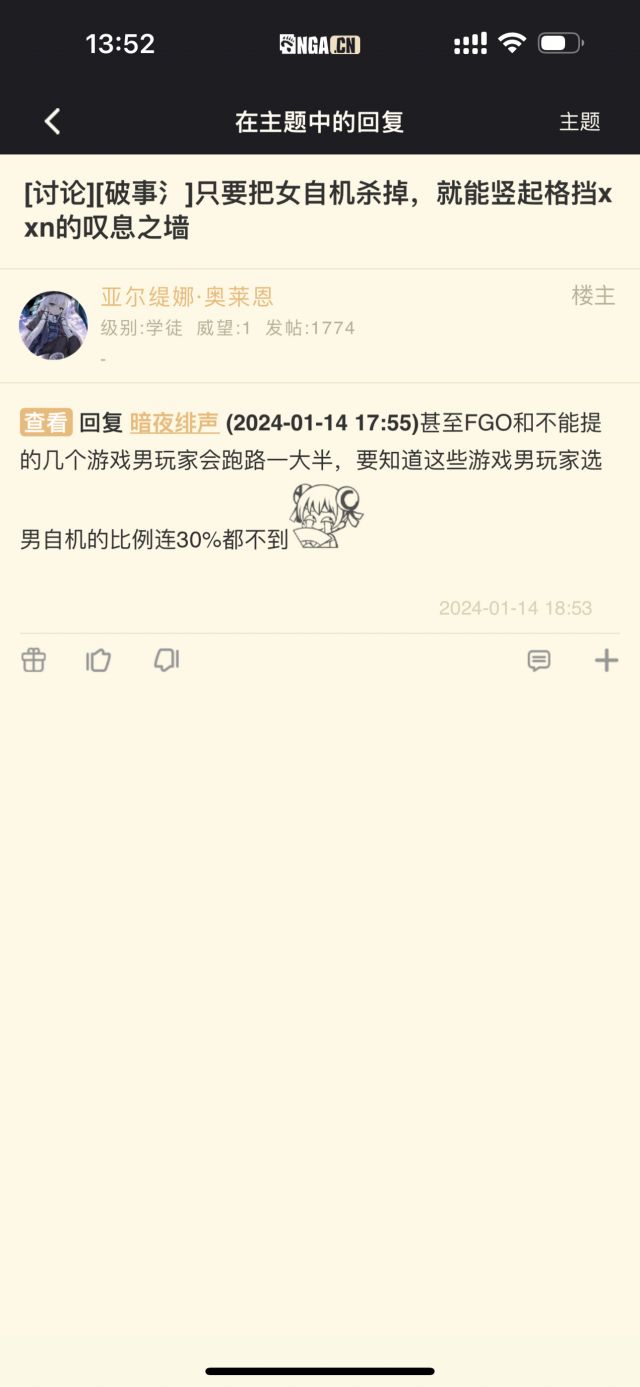 13:52
NGA.CN
在主题中的回复
主题
[讨论][破事氵]只要把女自机杀掉，就能竖起格挡x
xn的叹息之墙
亚尔缇娜·奥莱恩
楼主
级别:学徒 威望:1 发帖:1774
-
查看 回复 暗夜绯声 (2024-01-14 17:55)甚至FGO和不能提
的几个游戏男玩家会跑路一大半，要知道这些游戏男玩家选
男自机的比例连30%都不到
2024-01-14 18:53